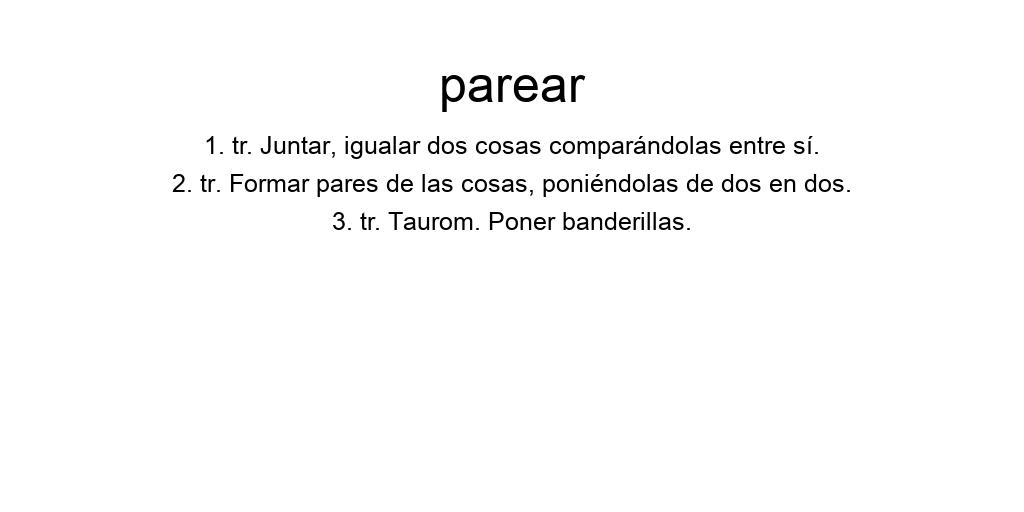 parear
1. tr. Juntar, igualar dos cosas comparándolas entre sí.
2. tr. Formar pares de las cosas, poniéndolas de dos en dos.
3. tr. Taurom. Poner banderillas.